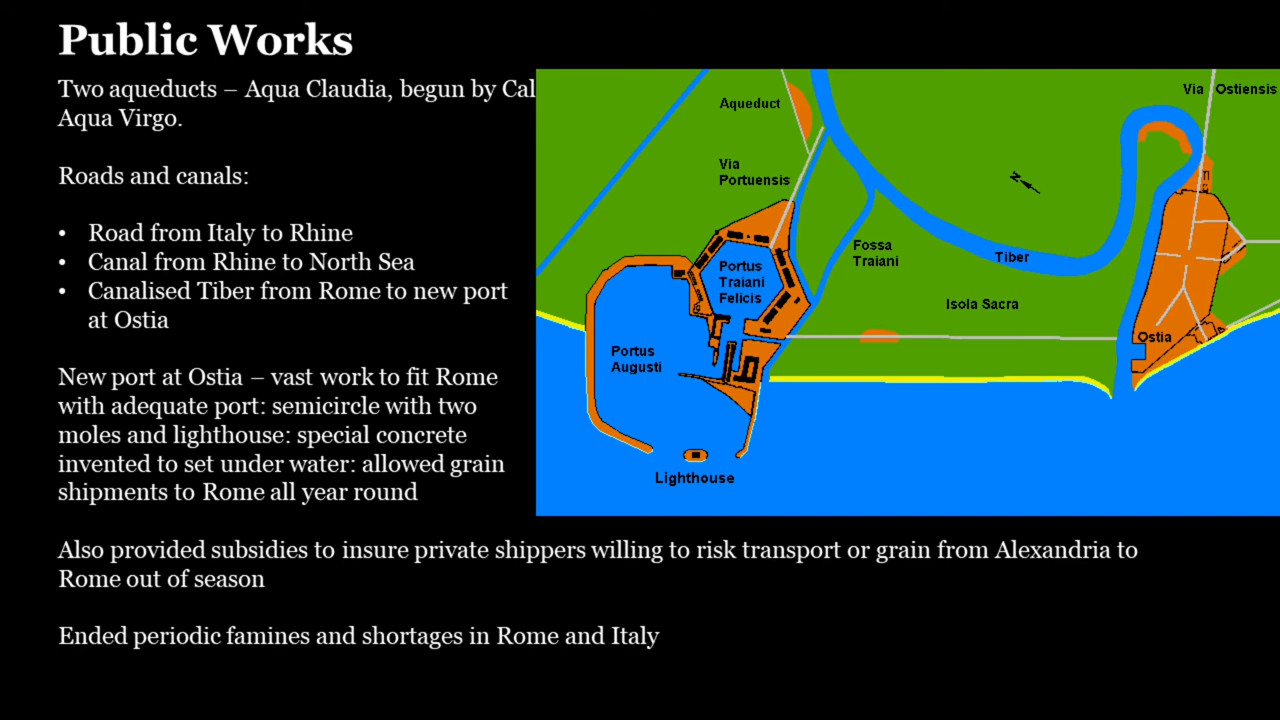 Public Works
Two aqueducts – Aqua Claudia, begun by Cal
Aqua Virgo.
Roads and canals:
• Road from Italy to Rhine
• Canal from Rhine to North Sea
• Canalised Tiber from Rome to new port
at Ostia
New port at Ostia – vast work to fit Rome
with adequate port: semicircle with two
moles and lighthouse: special concrete
invented to set under water: allowed grain
shipments to Rome all year round
Also provided subsidies to insure private shippers willing to risk transport or grain from Alexandria to
Rome out of season
Ended periodic famines and shortages in Rome and Italy
Aqueduct
Via
Portuensis
Portus
Traiani
Felicis
Portus
Augusti
Lighthouse
Fossa
Traiani
N
Tiber
Isola Sacra
Via Ostiensis
Ostia